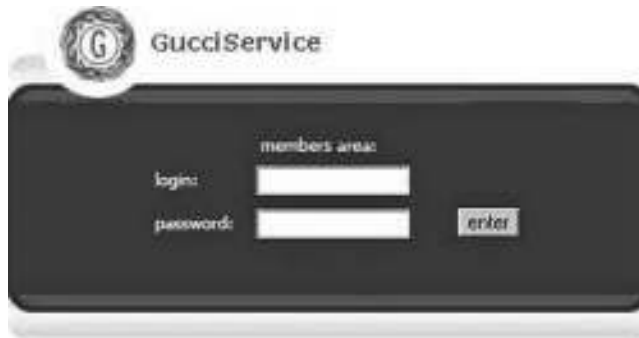 G
GucciService
members area:
login:
password:
enter